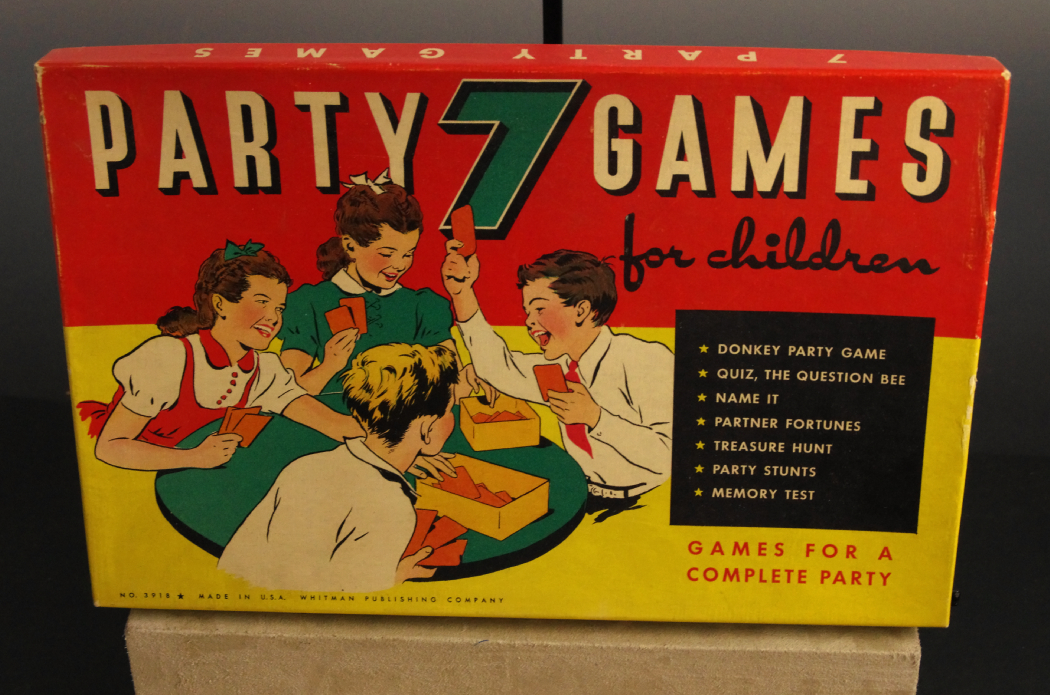 7 PARTY GAMES
PARTY 7 GAMES
for children
★ DONKEY PARTY GAME
★ QUIZ, THE QUESTION BEE
★ NAME IT
★ PARTNER FORTUNES
★ TREASURE HUNT
★ PARTY STUNTS
★ MEMORY TEST
GAMES FOR A
COMPLETE PARTY
NO. 3918 ★ MADE IN U.S.A. WHITMAN PUBLISHING COMPANY